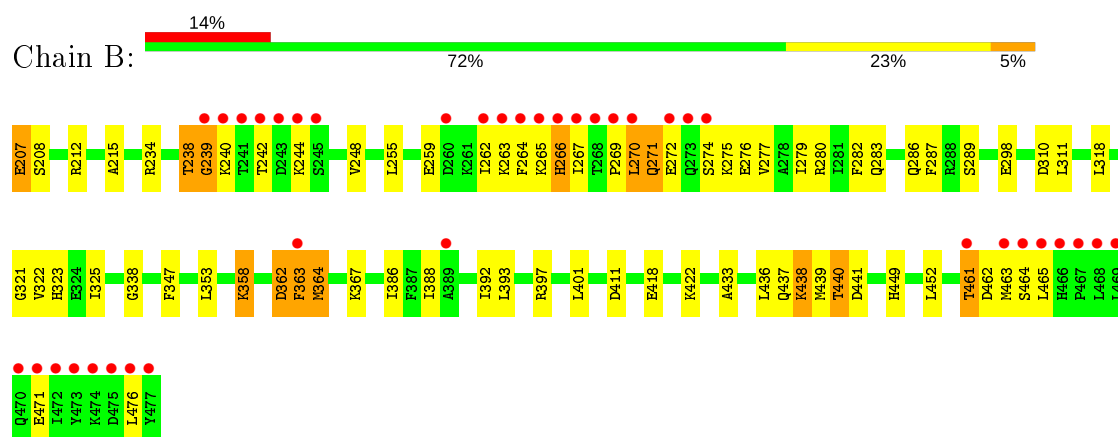 14%
Chain B:
72% 23% 5%
E207 S208 R212 A215 R234 T238 G239 K240 T241 T242 D243 K244 S245 V248 L255 E259 D260 K261 I262 K263 F264 K265 H266 I267 T268 P269 L270 Q271 E272 Q273 S274 K275 E276 V277 A278 I279 R280 I281 F282 Q283 Q286 F287 R288 S289 E298 D310 L311 L318
G321 V322 H323 E324 I325 G338 F347 L353 K358 D362 F363 M364 K367 I386 F387 I388 A389 I392 L393 R397 L401 D411 E418 K422 A433 L436 Q437 K438 M439 T440 D441 H449 L452 T461 D462 M463 S464 L465 H466 P467 L468 L469
Q470 E471 I472 Y473 K474 D475 L476 Y477